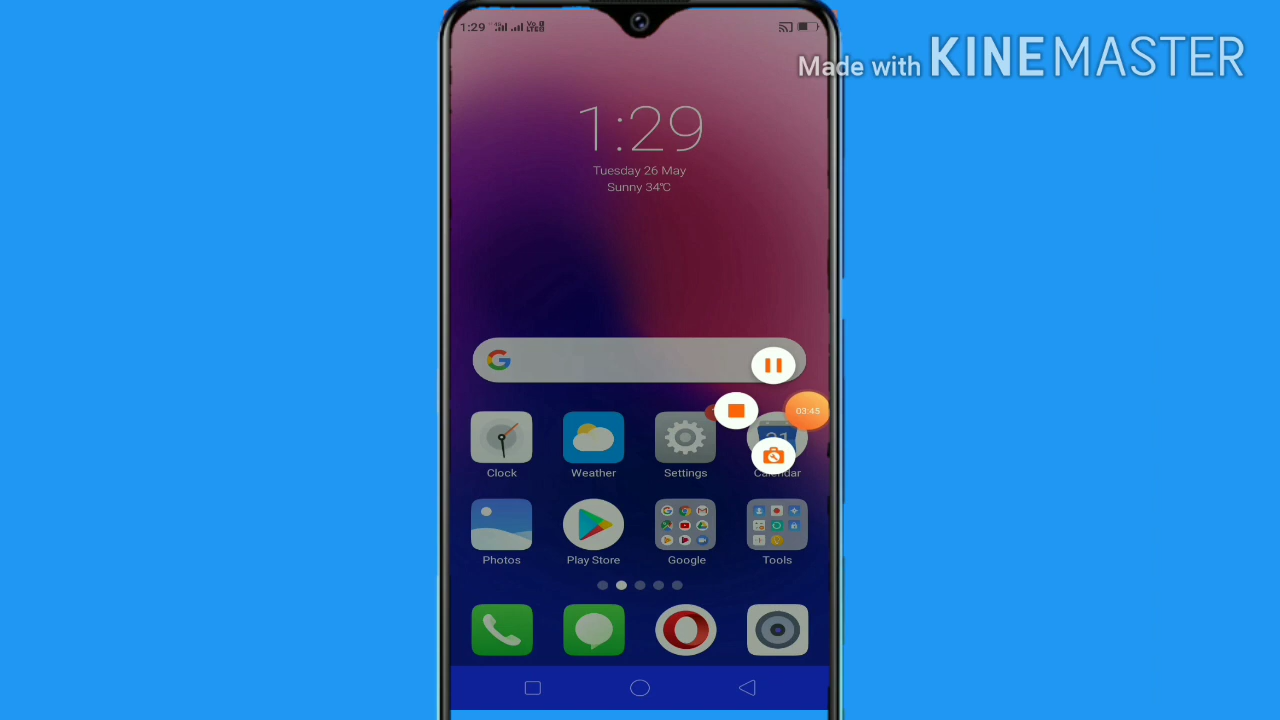 1:29
Made with KINEMASTER
1:29
Tuesday 26 May
Sunny 34°C
03:45
Clock
Weather
Settings
Calendar
Photos
Play Store
Google
Tools